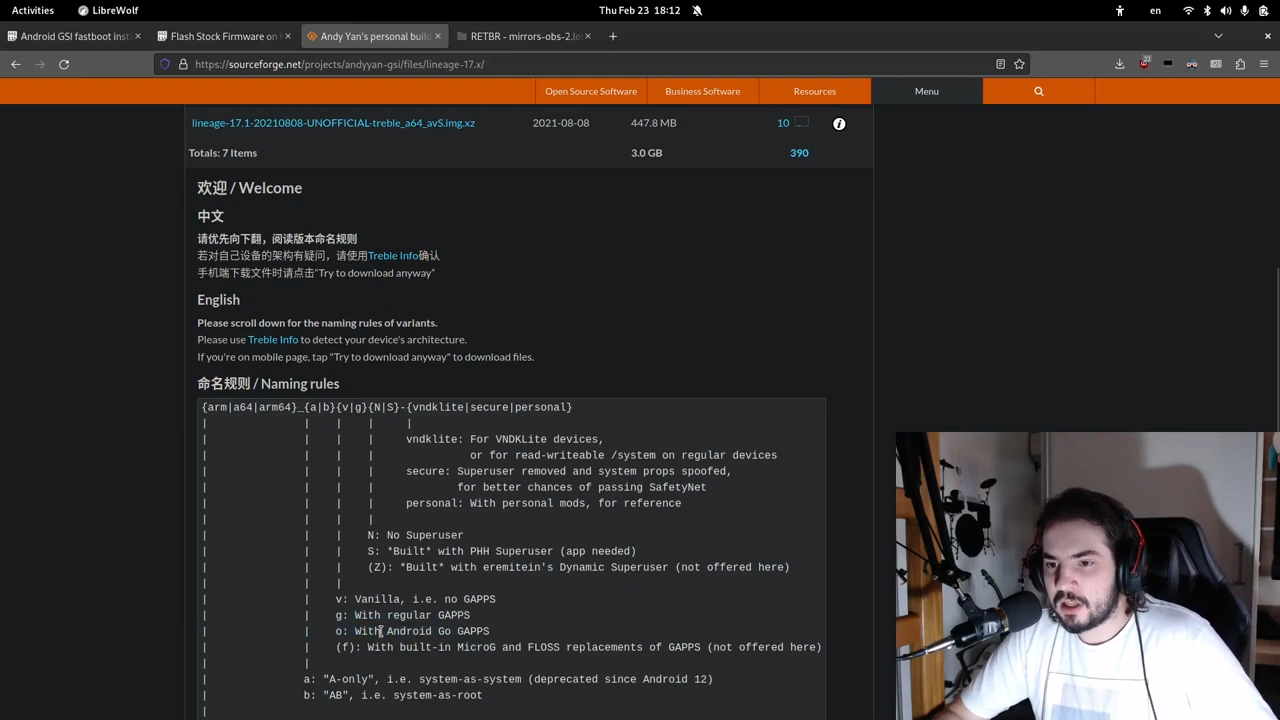 Activities
LibreWolf
Thu Feb 23 18:12
en
Android GSI fastboot inst
Flash Stock Firmware on
Andy Yan's personal build
RETBR - mirrors-obs-2.lo
https://sourceforge.net/projects/andyyan-gsi/files/lineage-17.x/
22
Open Source Software
Business Software
Resources
Menu
lineage-17.1-20210808-UNOFFICIAL-treble_a64_avS.img.xz 2021-08-08 447.8 MB 10
Totals: 7 Items 3.0 GB 390
欢迎 / Welcome
中文
请优先向下翻，阅读版本命名规则
若对自己设备的架构有疑问，请使用Treble Info确认
手机端下载文件时请点击“Try to download anyway”
English
Please scroll down for the naming rules of variants.
Please use Treble Info to detect your device's architecture.
If you're on mobile page, tap "Try to download anyway" to download files.
命名规则 / Naming rules
{arm|a64|arm64}_{a|b}{v|g}{N|S}-{vndklite|secure|personal}
| | | | |
| | | | vndklite: For VNDKLite devices,
| | | | or for read-writeable /system on regular devices
| | | | secure: Superuser removed and system props spoofed,
| | | | for better chances of passing SafetyNet
| | | | personal: With personal mods, for reference
| | | |
| | | N: No Superuser
| | | S: *Built* with PHH Superuser (app needed)
| | | (Z): *Built* with eremitein's Dynamic Superuser (not offered here)
| | |
| | v: Vanilla, i.e. no GAPPS
| | g: With regular GAPPS
| | o: With Android Go GAPPS
| | (f): With built-in MicroG and FLOSS replacements of GAPPS (not offered here)
| |
| a: "A-only", i.e. system-as-system (deprecated since Android 12)
| b: "AB", i.e. system-as-root
|